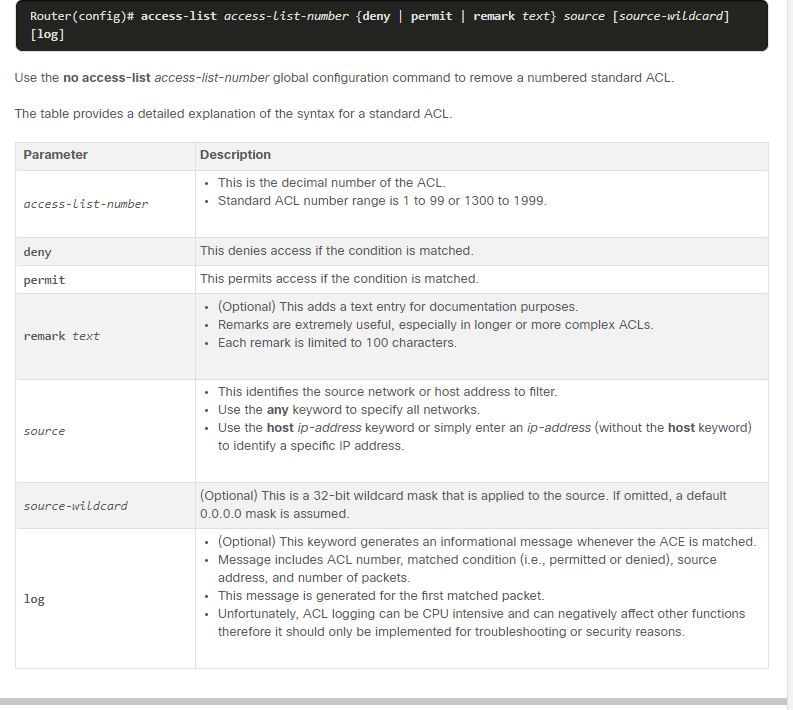 Router(config)# access-list access-list-number {deny | permit | remark text} source [source-wildcard]
[log]
Use the no access-list access-list-number global configuration command to remove a numbered standard ACL.
The table provides a detailed explanation of the syntax for a standard ACL.
Parameter Description
access-list-number
• This is the decimal number of the ACL.
• Standard ACL number range is 1 to 99 or 1300 to 1999.
deny This denies access if the condition is matched.
permit This permits access if the condition is matched.
remark text
• (Optional) This adds a text entry for documentation purposes.
• Remarks are extremely useful, especially in longer or more complex ACLs.
• Each remark is limited to 100 characters.
source
• This identifies the source network or host address to filter.
• Use the any keyword to specify all networks.
• Use the host ip-address keyword or simply enter an ip-address (without the host keyword)
to identify a specific IP address.
source-wildcard
(Optional) This is a 32-bit wildcard mask that is applied to the source. If omitted, a default
0.0.0.0 mask is assumed.
log
• (Optional) This keyword generates an informational message whenever the ACE is matched.
• Message includes ACL number, matched condition (i.e., permitted or denied), source
address, and number of packets.
• This message is generated for the first matched packet.
• Unfortunately, ACL logging can be CPU intensive and can negatively affect other functions
therefore it should only be implemented for troubleshooting or security reasons.